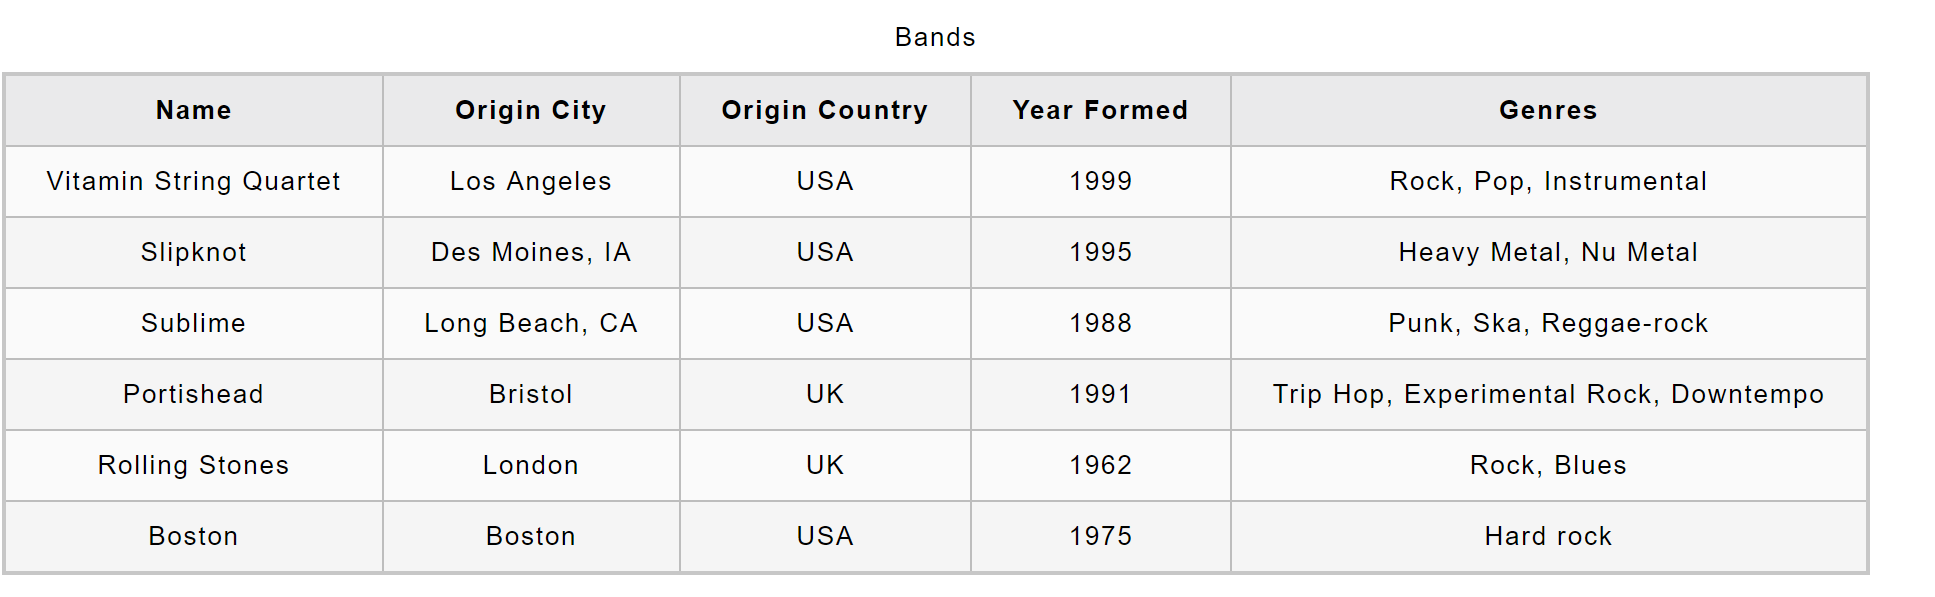 Bands
Name Origin City Origin Country Year Formed Genres
Vitamin String Quartet Los Angeles USA 1999 Rock, Pop, Instrumental
Slipknot Des Moines, IA USA 1995 Heavy Metal, Nu Metal
Sublime Long Beach, CA USA 1988 Punk, Ska, Reggae-rock
Portishead Bristol UK 1991 Trip Hop, Experimental Rock, Downtempo
Rolling Stones London UK 1962 Rock, Blues
Boston Boston USA 1975 Hard rock